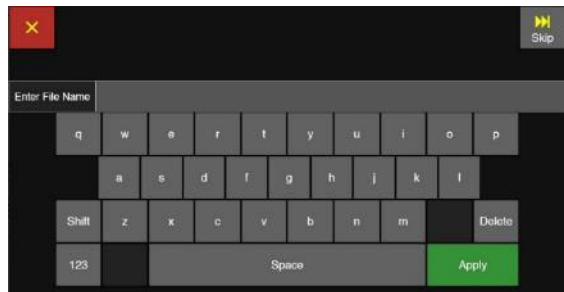 ×
Skip
Enter File Name
q w e r t y u i o p
a s d f g h j k l
Shift z x c v b n m Delete
123 Space Apply